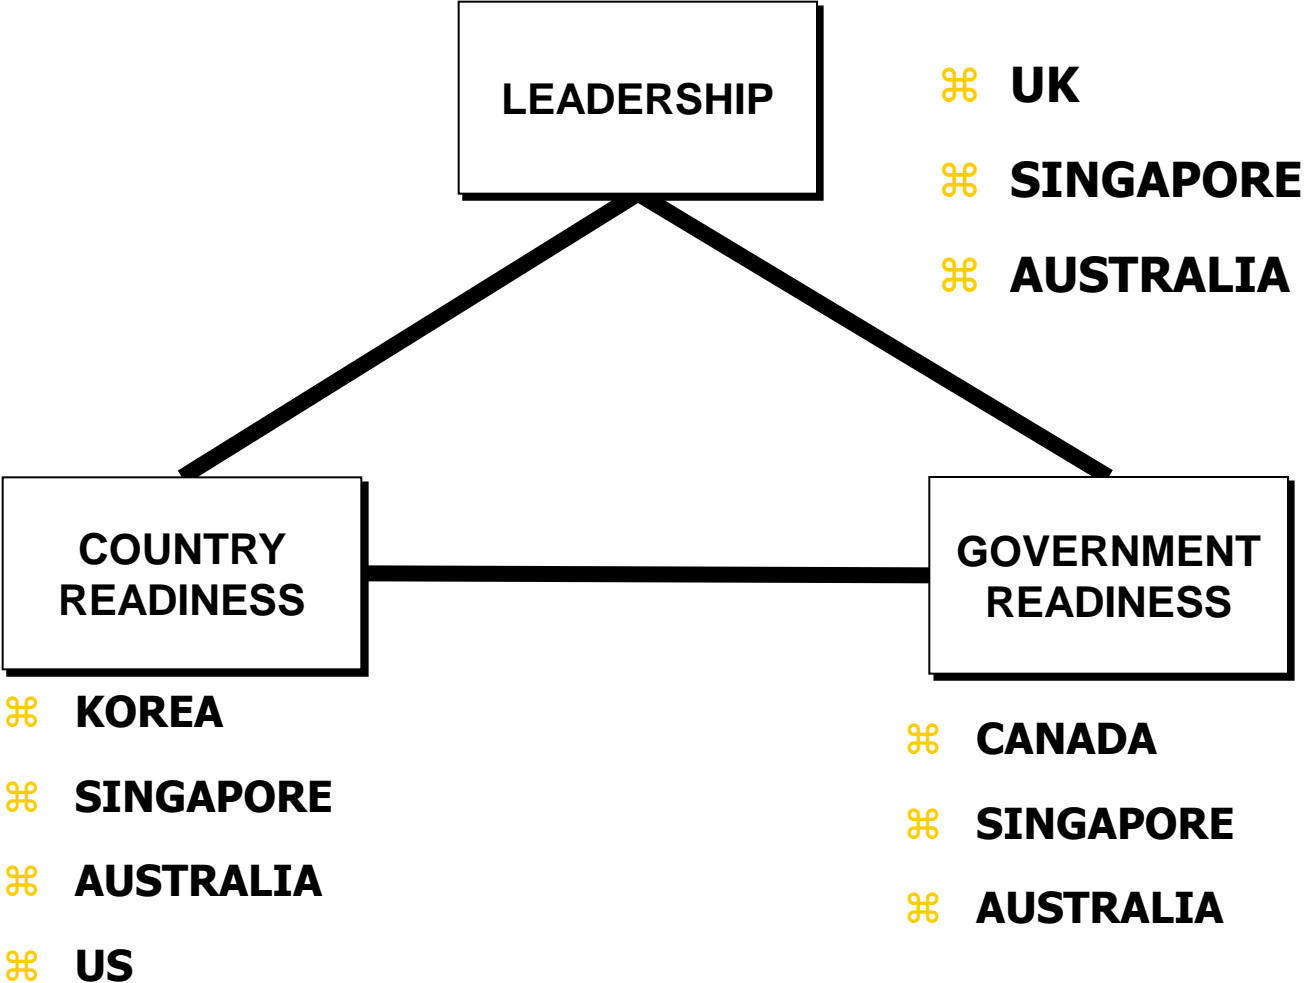 LEADERSHIP
⌘ UK
⌘ SINGAPORE
⌘ AUSTRALIA
COUNTRY
READINESS
⌘ KOREA
⌘ SINGAPORE
⌘ AUSTRALIA
⌘ US
GOVERNMENT
READINESS
⌘ CANADA
⌘ SINGAPORE
⌘ AUSTRALIA